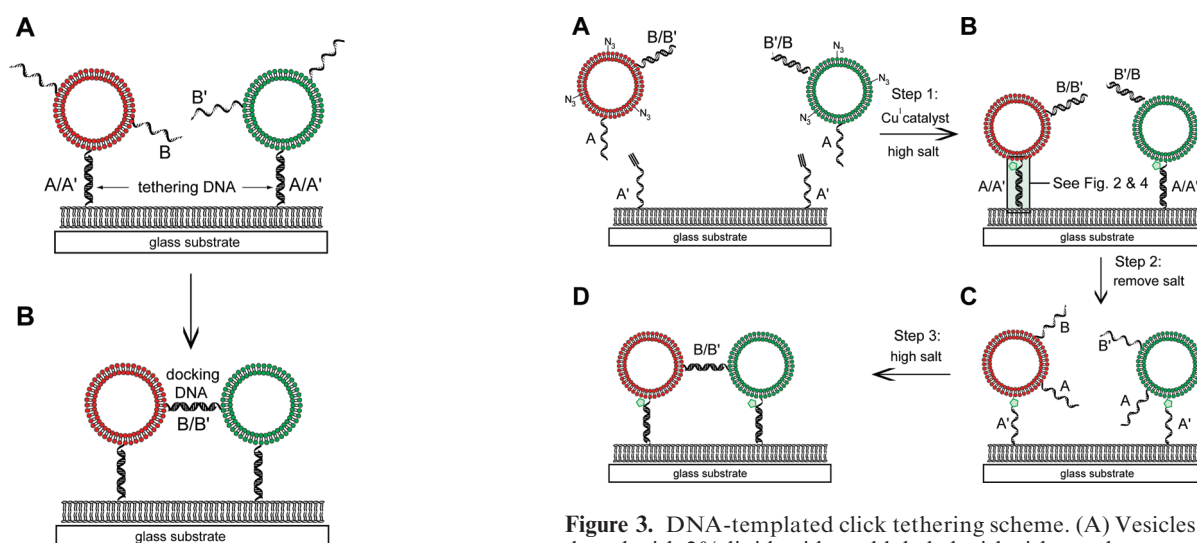 A
B'
B
A/A'
tethering DNA
A/A'
glass substrate
B
docking
DNA
B/B'
glass substrate
A
N3
B/B'
N3
N3
A
A'
B'/B
N3
N3
N3
A
A'
glass substrate
Step 1:
CuI catalyst
high salt
B
B/B'
B'/B
A/A'
See Fig. 2 & 4
A/A'
glass substrate
Step 2:
remove salt
C
B
B'
A
A
A'
A'
glass substrate
Step 3:
high salt
D
B/B'
glass substrate
Figure 3. DNA-templated click tethering scheme. (A) Vesicles